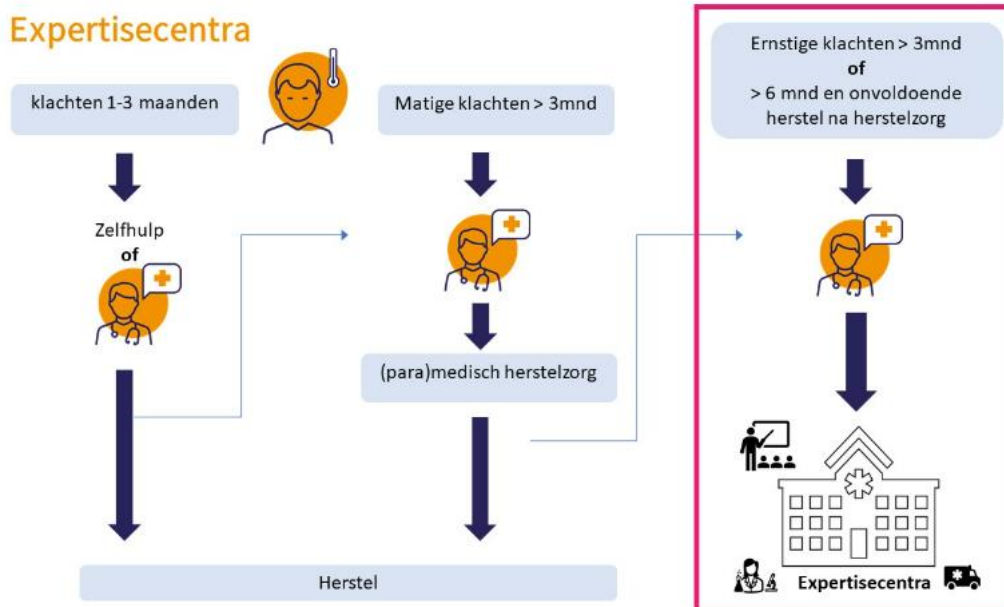 Expertisecentra
klachten 1-3 maanden
Zelfhulp
of
Matige klachten > 3mnd
(para)medisch herstelzorg
Herstel
Ernstige klachten > 3mnd
of
> 6 mnd en onvoldoende
herstel na herstelzorg
Expertisecentra